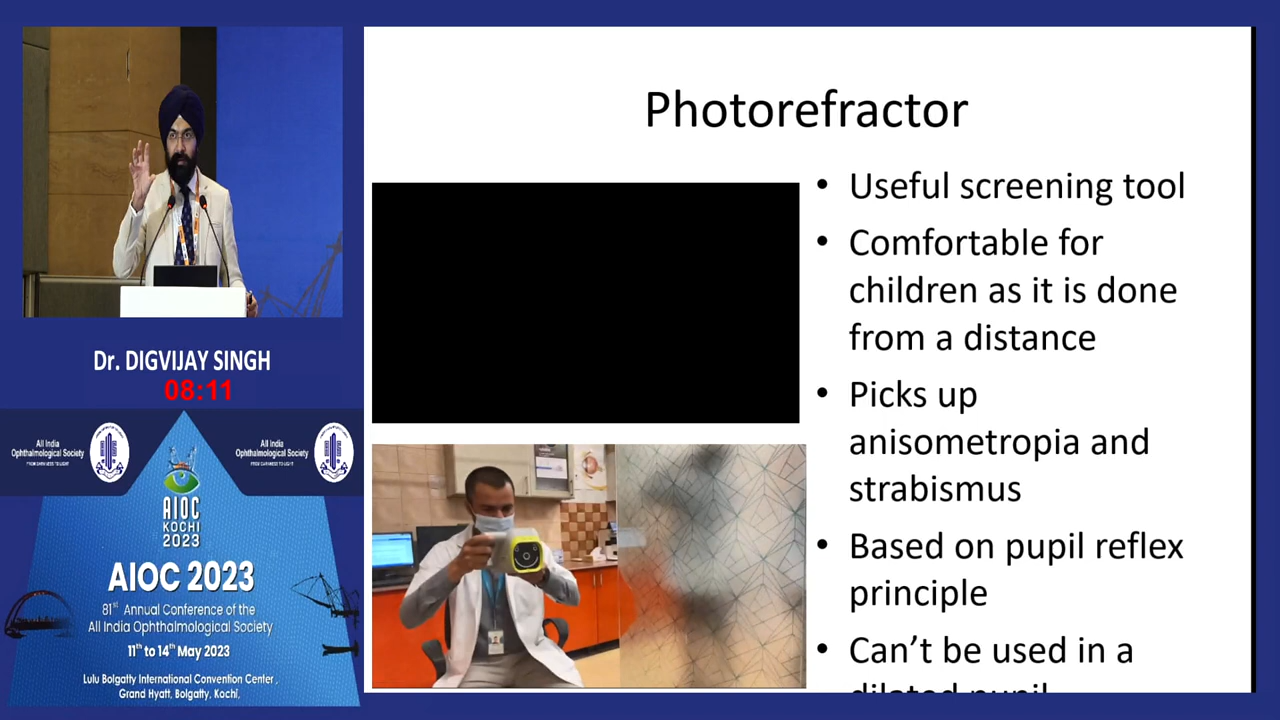 Photorefractor
• Useful screening tool
• Comfortable for
children as it is done
from a distance
• Picks up
anisometropia and
strabismus
• Based on pupil reflex
principle
• Can't be used in a
dilated pupil
Dr. DIGVIJAY SINGH
08:11
All India
Ophthalmological Society
All India
Ophthalmological Society
AIOC
KOCHI
2023
AIOC 2023
81st Annual Conference of the
All India Ophthalmological Society
11th to 14th May 2023
Lulu Bolgatty International Convention Center,
Grand Hyatt, Bolgatty, Kochi,